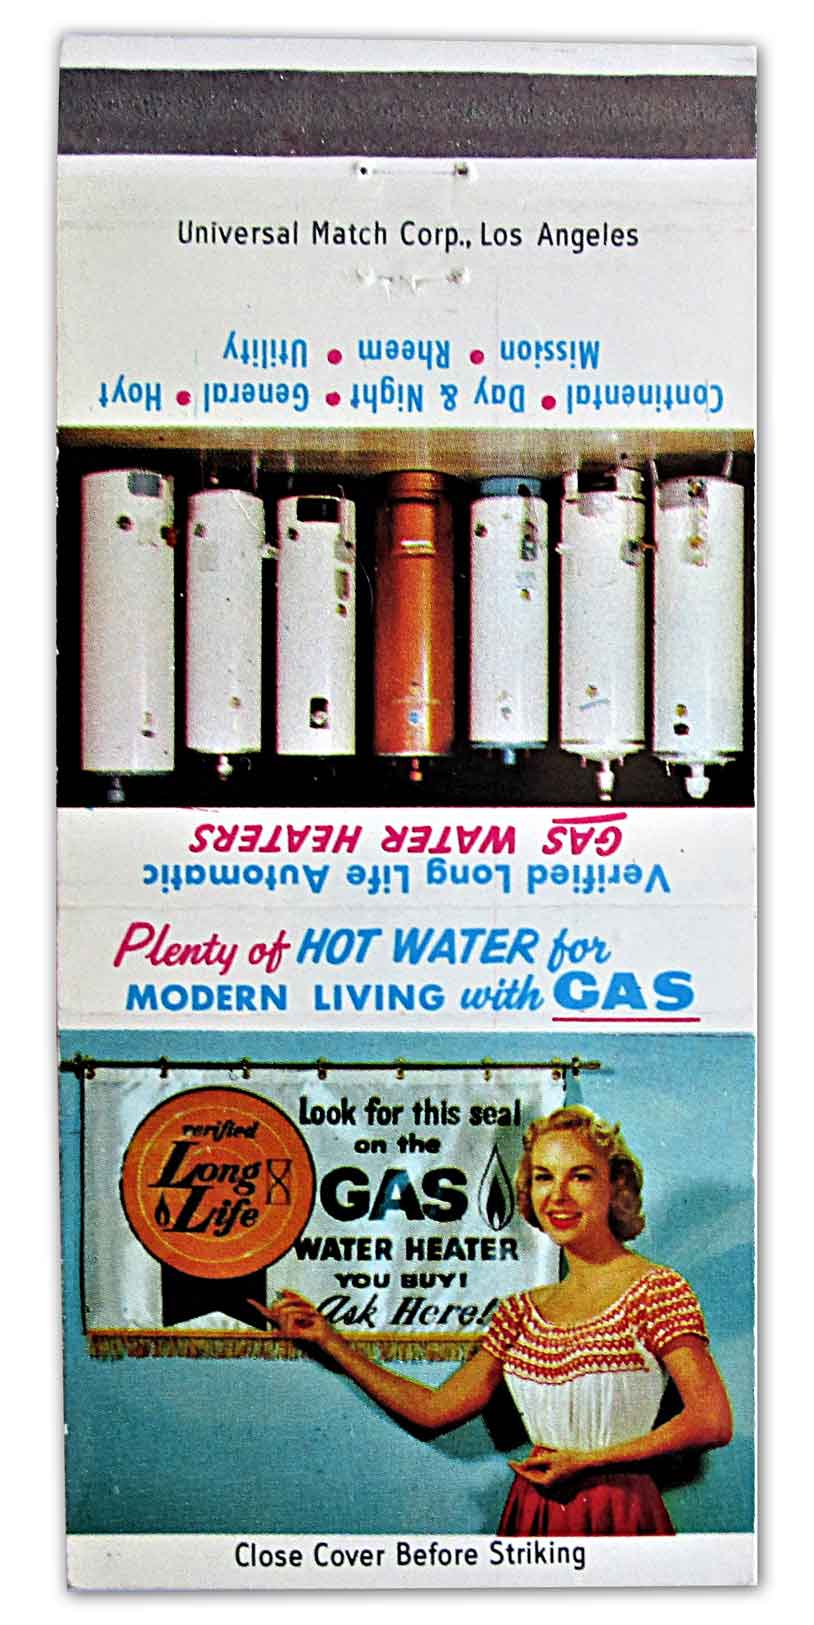 Universal Match Corp., Los Angeles
Verified Long Life Automatic
GAS WATER HEATERS
Continental • Day & Night • General • Hoyt
Mission • Rheem • Utility
Plenty of HOT WATER for
MODERN LIVING with GAS
verified
Long
Life
Look for this seal
on the
GAS
WATER HEATER
YOU BUY!
Ask Here!
Close Cover Before Striking